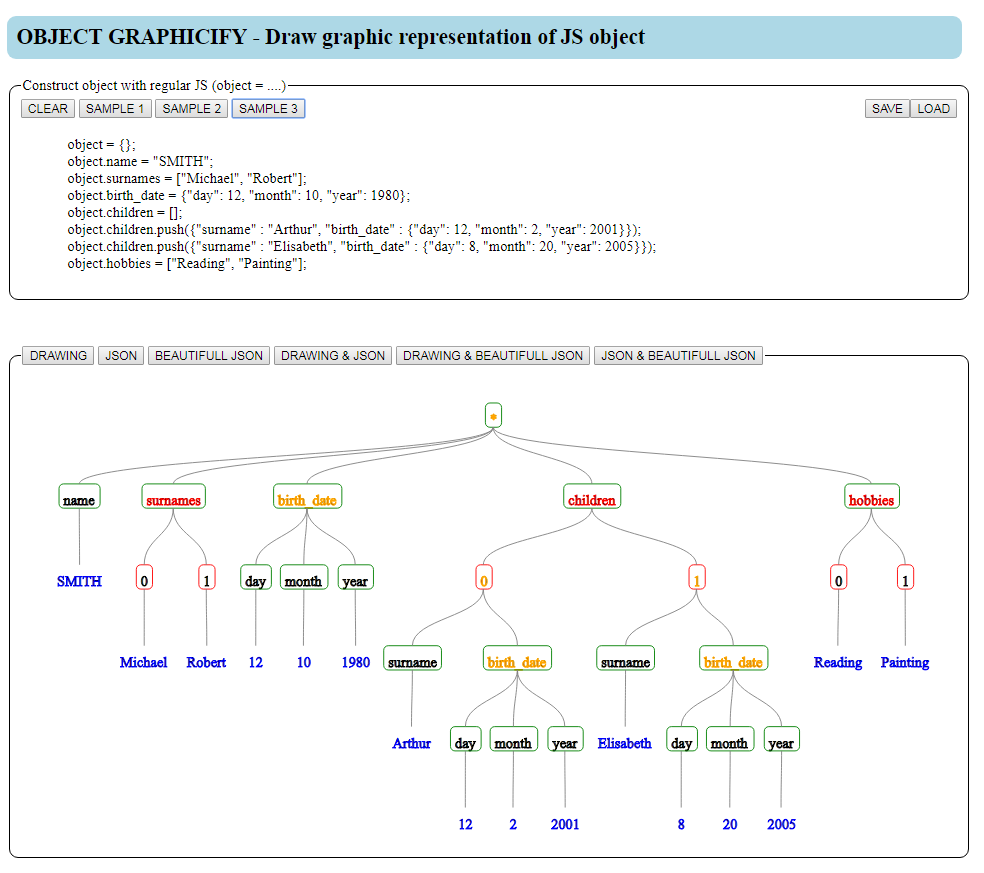 OBJECT GRAPHICIFY - Draw graphic representation of JS object
Construct object with regular JS (object = ....)
CLEAR SAMPLE 1 SAMPLE 2 SAMPLE 3 SAVE LOAD
object = {};
object.name = "SMITH";
object.surnames = ["Michael", "Robert"];
object.birth_date = {"day": 12, "month": 10, "year": 1980};
object.children = [];
object.children.push({"surname" : "Arthur", "birth_date" : {"day": 12, "month": 2, "year": 2001}});
object.children.push({"surname" : "Elisabeth", "birth_date" : {"day": 8, "month": 20, "year": 2005}});
object.hobbies = ["Reading", "Painting"];
DRAWING JSON BEAUTIFULL JSON DRAWING & JSON DRAWING & BEAUTIFULL JSON JSON & BEAUTIFULL JSON
*
name surnames birth_date children hobbies
SMITH 0 1 day month year 0 1 0 1
Michael Robert 12 10 1980 surname birth_date surname birth_date Reading Painting
Arthur day month year Elisabeth day month year
12 2 2001 8 20 2005